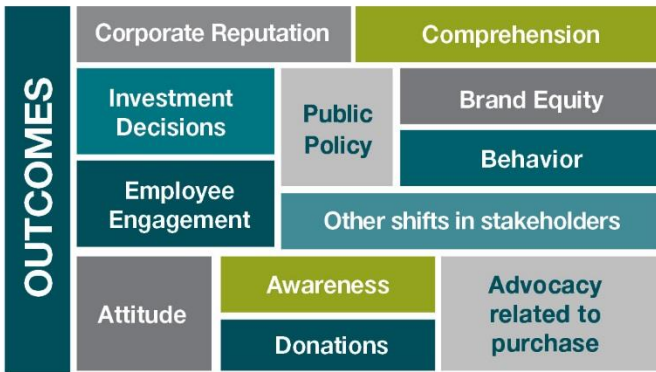 OUTCOMES
Corporate Reputation
Comprehension
Investment
Decisions
Public
Policy
Brand Equity
Behavior
Employee
Engagement
Other shifts in stakeholders
Attitude
Awareness
Donations
Advocacy
related to
purchase